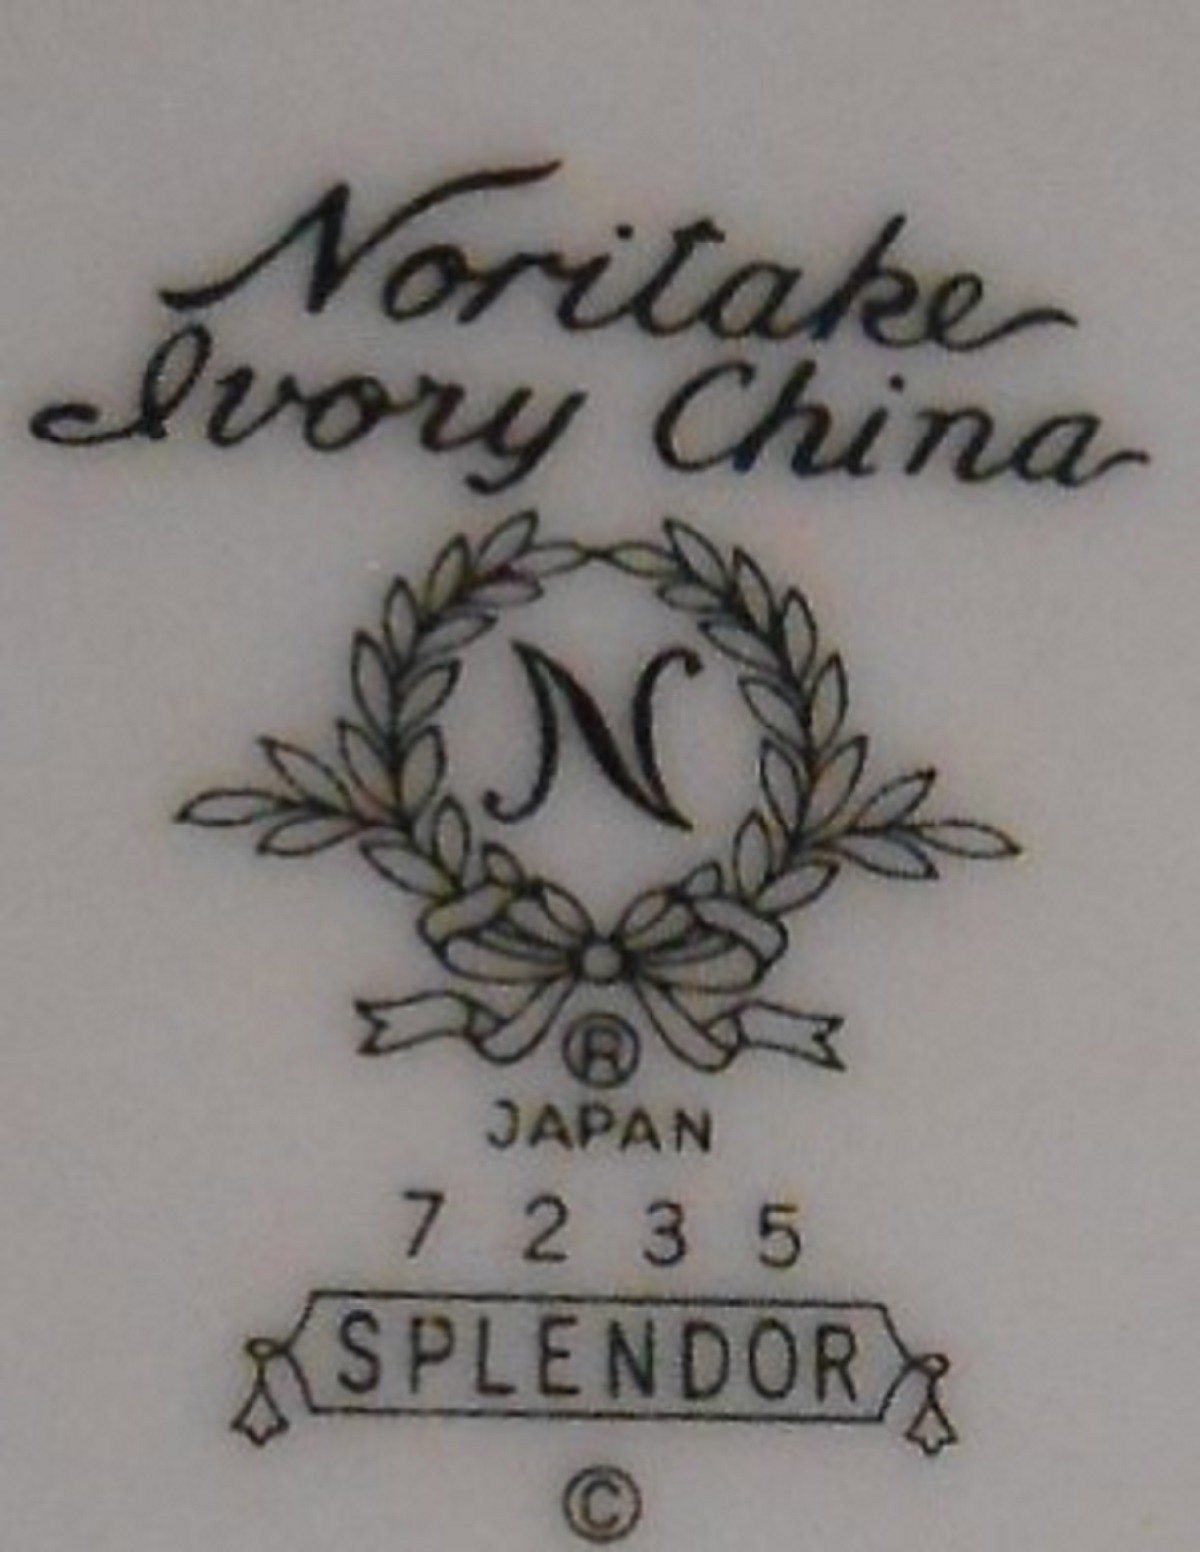 Noritake
Ivory China
N
®
JAPAN
7235
SPLENDOR
©